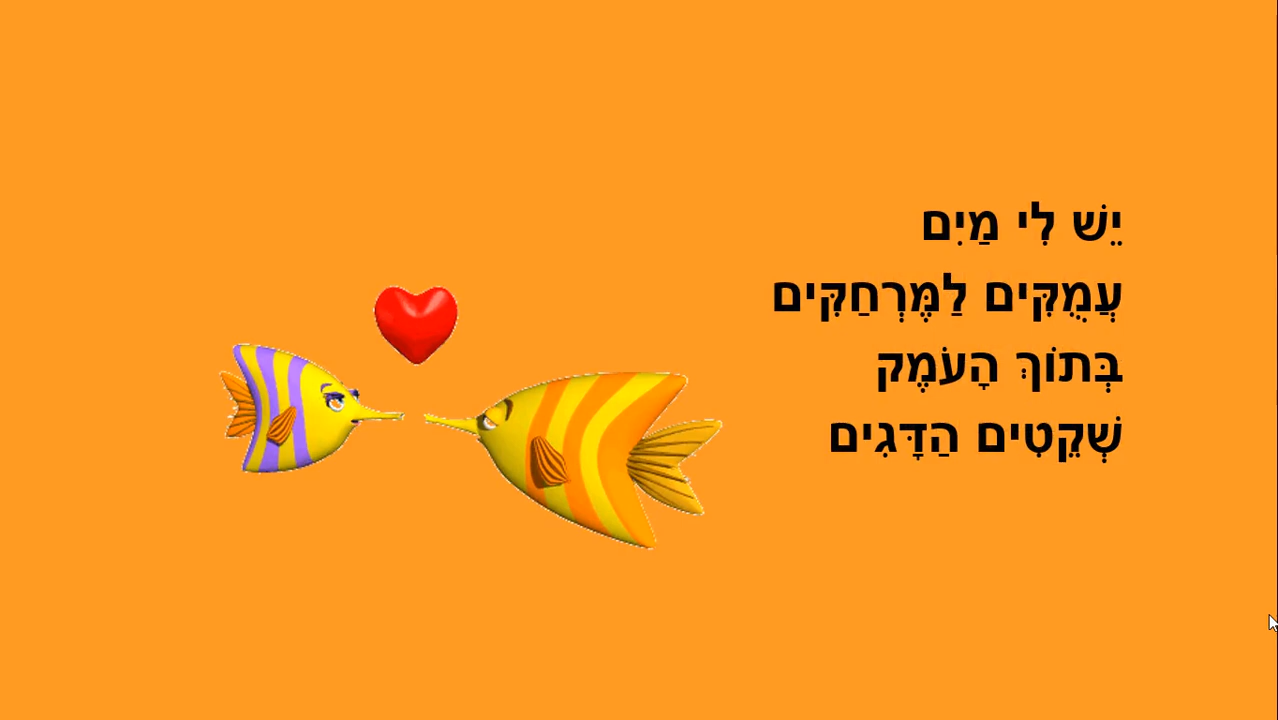 יֵשׁ לִי מַיִם
עֲמֻקִּים לַמֶּרְחַקִּים
בְּתוֹךְ הָעֹמֶק
שְׁקֵטִים הַדָּגִים